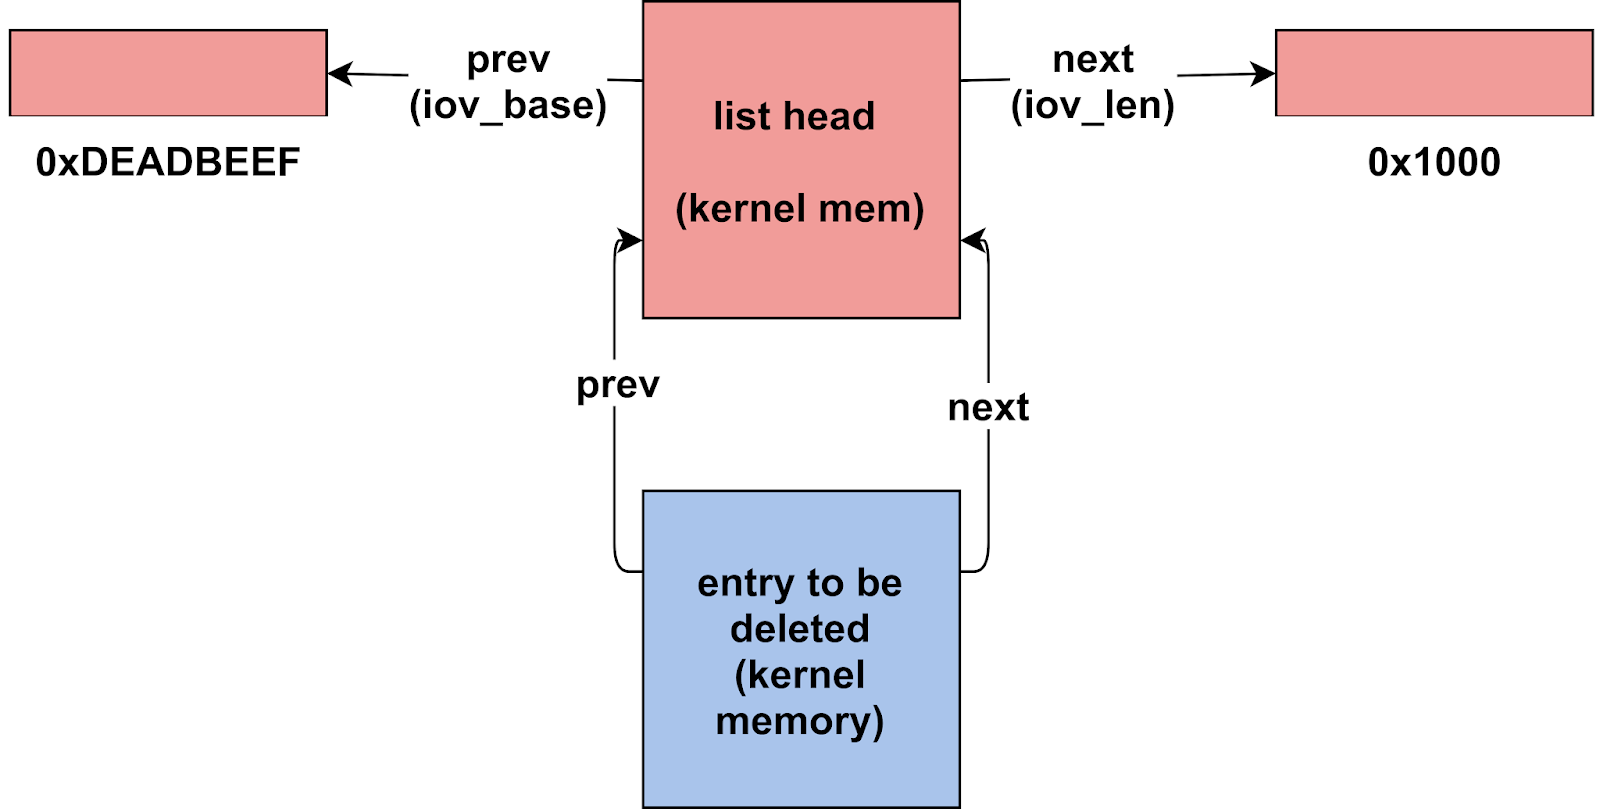 prev
(iov_base)
next
(iov_len)
list head
(kernel mem)
0xDEADBEEF
0x1000
prev
next
entry to be
deleted
(kernel
memory)